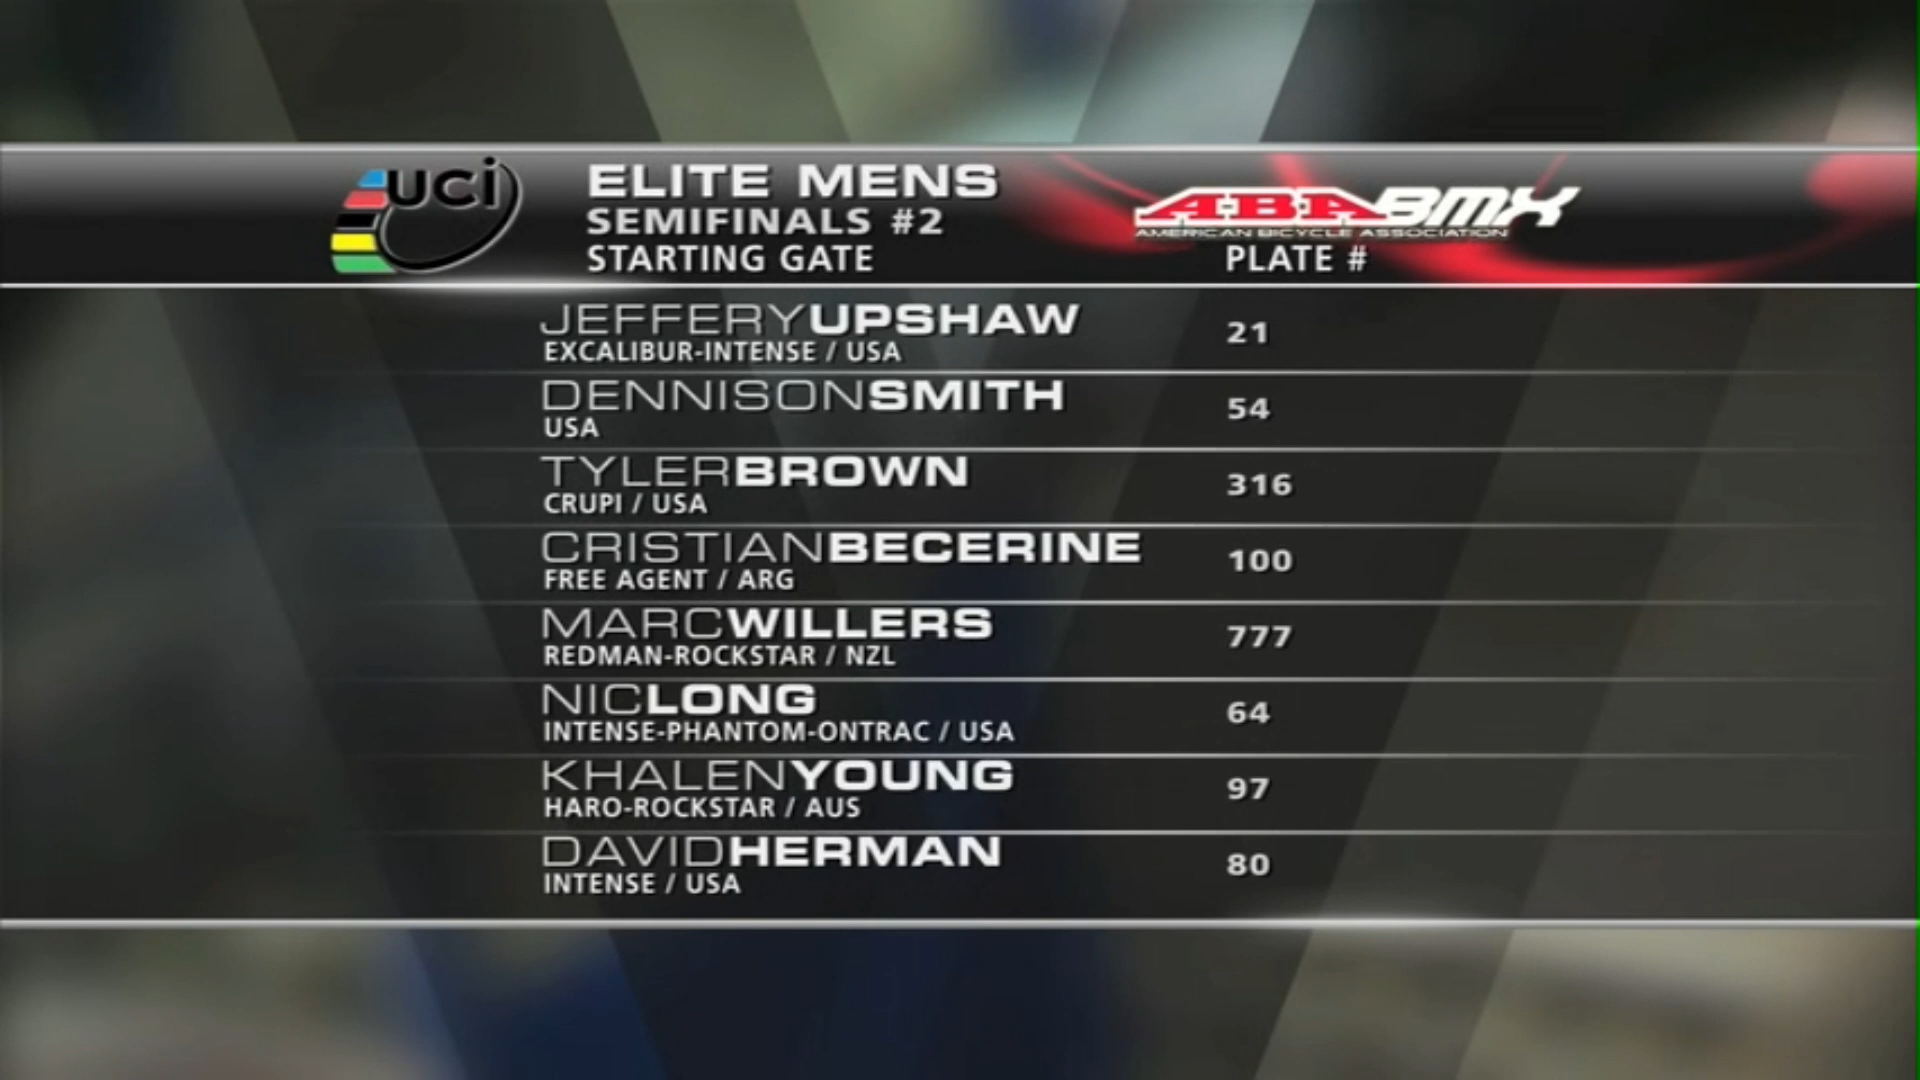 UCi
ELITE MENS
SEMIFINALS #2
STARTING GATE
ABA BMX
AMERICAN BICYCLE ASSOCIATION
PLATE #
JEFFERYUPSHAW 21
EXCALIBUR-INTENSE / USA
DENNISONSMITH 54
USA
TYLERBROWN 316
CRUPI / USA
CRISTIANBECERINE 100
FREE AGENT / ARG
MARCWILLERS 777
REDMAN-ROCKSTAR / NZL
NICLONG 64
INTENSE-PHANTOM-ONTRAC / USA
KHALENYOUNG 97
HARO-ROCKSTAR / AUS
DAVIDHERMAN 80
INTENSE / USA